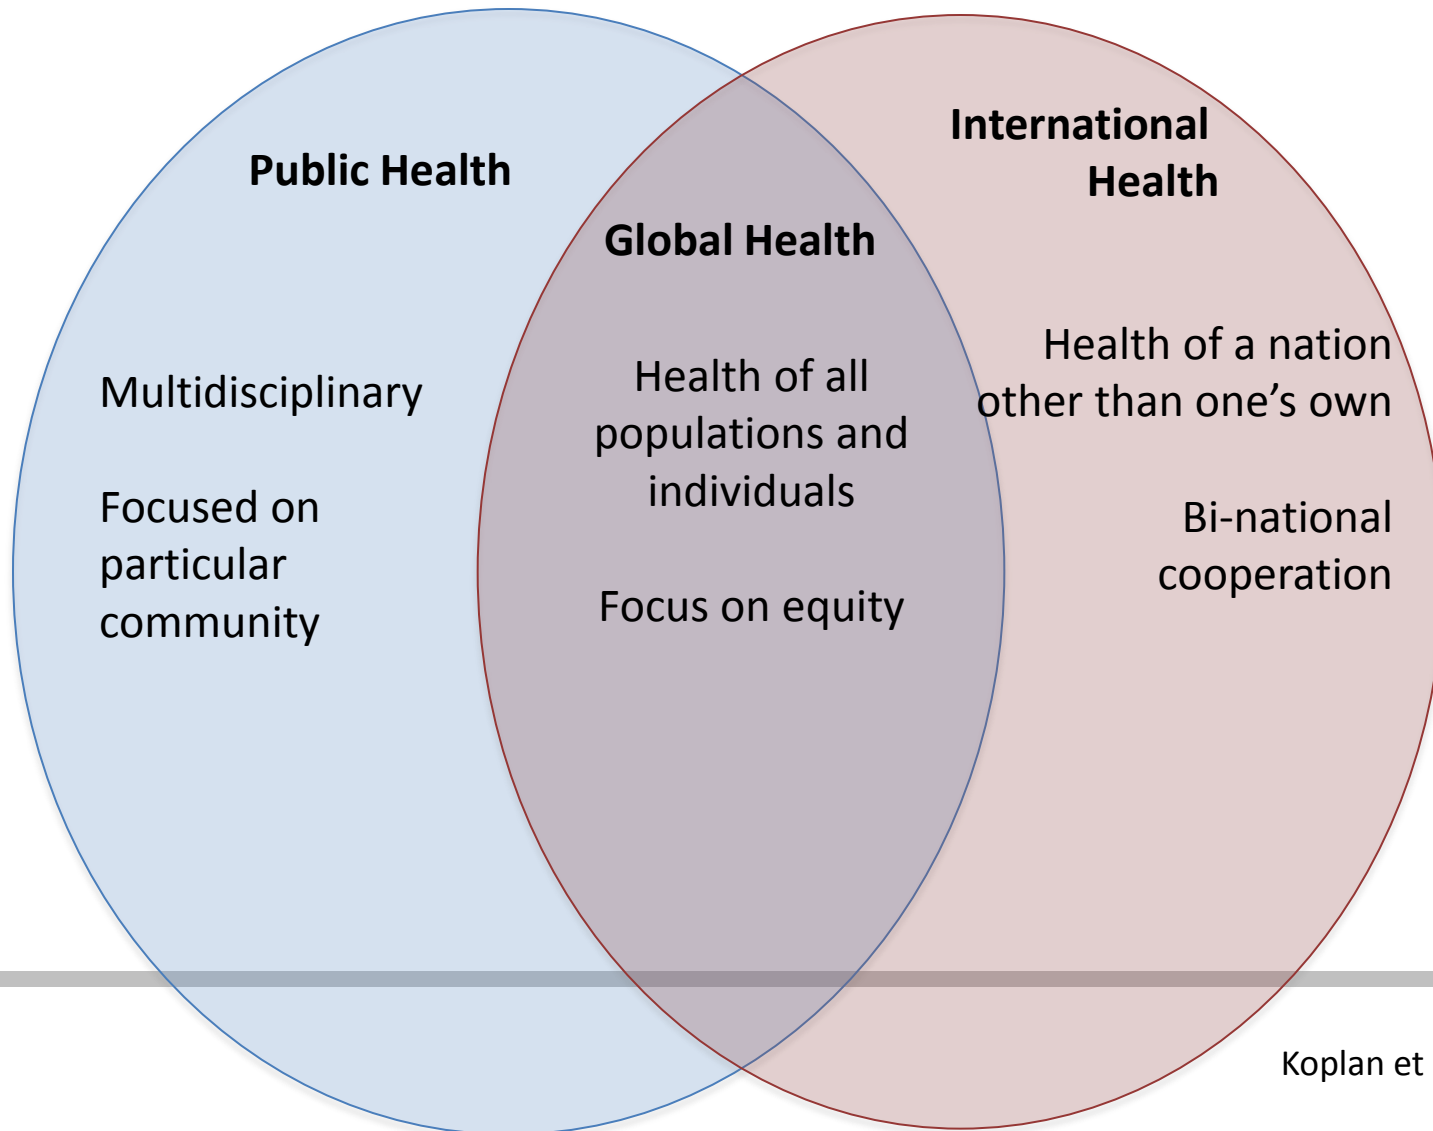 Public Health
Multidisciplinary
Focused on
particular
community
Global Health
Health of all
populations and
individuals
Focus on equity
International
Health
Health of a nation
other than one’s own
Bi-national
cooperation
Koplan et